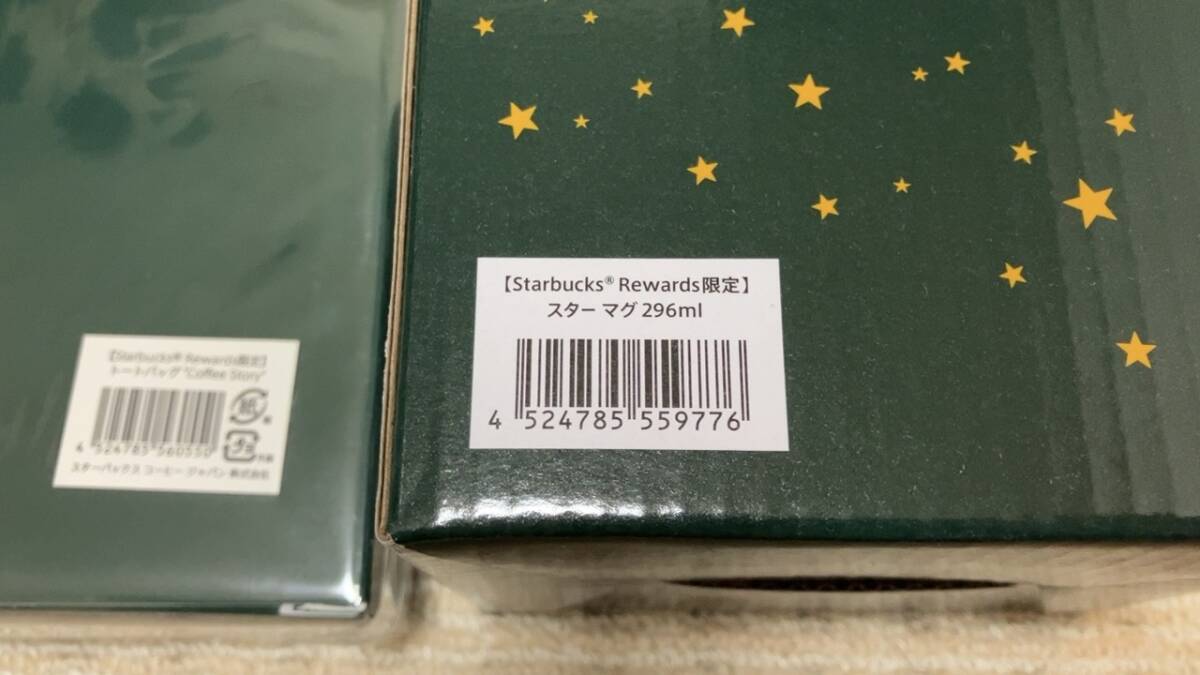 【Starbucks® Rewards限定】
トートバッグ "Coffee Story"
4 524785 560550
紙
プラ
スターバックス コーヒー ジャパン 株式会社
【Starbucks® Rewards限定】
スター マグ 296ml
4 524785 559776